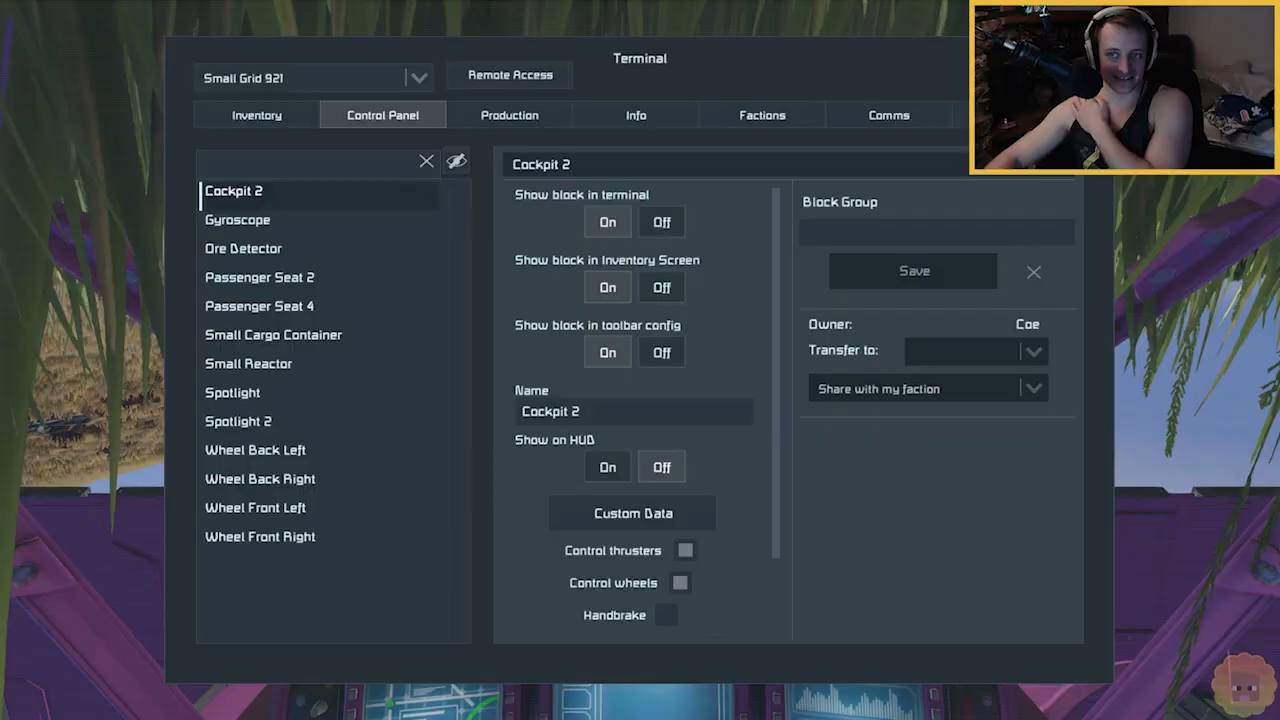 Terminal
Small Grid 921
Remote Access
Inventory
Control Panel
Production
Info
Factions
Comms
Cockpit 2
Gyroscope
Ore Detector
Passenger Seat 2
Passenger Seat 4
Small Cargo Container
Small Reactor
Spotlight
Spotlight 2
Wheel Back Left
Wheel Back Right
Wheel Front Left
Wheel Front Right
Cockpit 2
Show block in terminal
On Off
Show block in Inventory Screen
On Off
Show block in toolbar config
On Off
Name
Cockpit 2
Show on HUD
On Off
Custom Data
Control thrusters
Control wheels
Handbrake
Block Group
Save
Owner: Coe
Transfer to:
Share with my faction